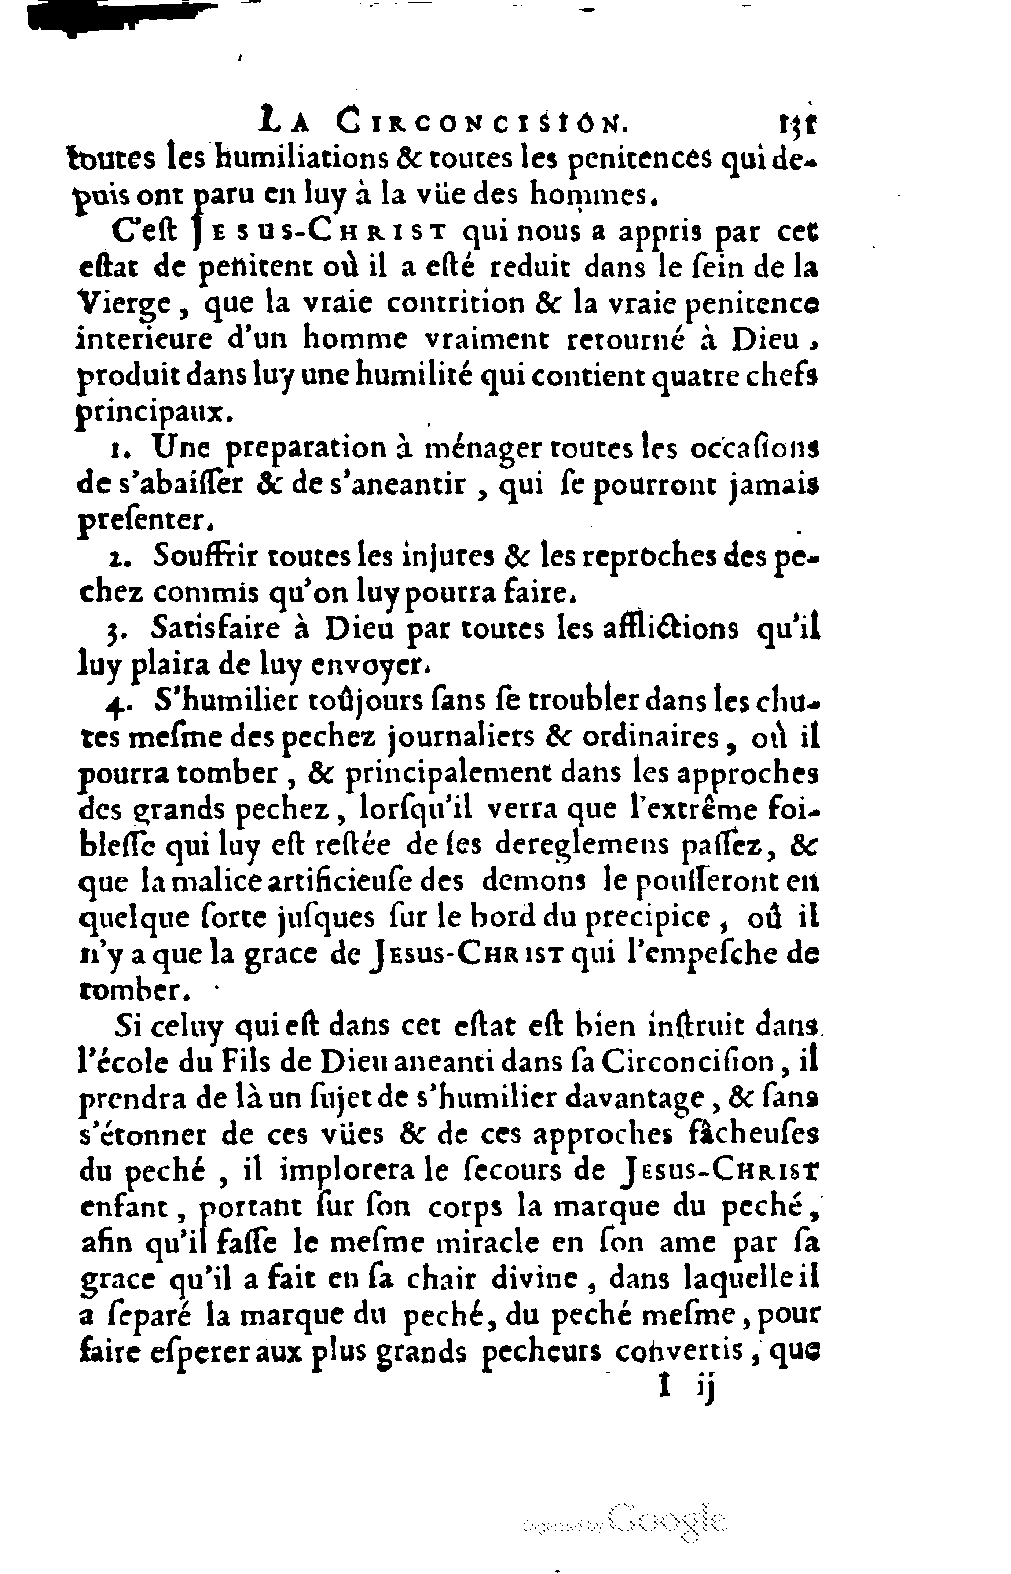 LA CIRCONCISION. 131
toutes les humiliations & toutes les penitences qui de-
puis ont paru en luy à la vüe des hommes.
C'eſt JESUS-CHRIST qui nous a appris par cet
eſtat de penitent où il a eſté reduit dans le ſein de la
Vierge, que la vraie contrition & la vraie penitence
interieure d'un homme vraiment retourné à Dieu,
produit dans luy une humilité qui contient quatre chefs
principaux.
1. Une preparation à ménager toutes les occaſions
de s'abaiſſer & de s'aneantir, qui ſe pourront jamais
preſenter.
2. Souffrir toutes les injures & les reproches des pe-
chez commis qu'on luy pourra faire.
3. Satisfaire à Dieu par toutes les afflictions qu'il
luy plaira de luy envoyer.
4. S'humilier toûjours ſans ſe troubler dans les chu-
tes meſme des pechez journaliers & ordinaires, où il
pourra tomber, & principalement dans les approches
des grands pechez, lorſqu'il verra que l'extrême foi-
bleſſe qui luy eſt reſtée de ſes dereglemens paſſez, &
que la malice artificieuſe des demons le pouſſeront en
quelque ſorte juſques ſur le bord du precipice, oû il
n'y a que la grace de JESUS-CHRIST qui l'empeſche de
tomber.
Si celuy qui eſt dans cet eſtat eſt bien inſtruit dans
l'école du Fils de Dieu aneanti dans ſa Circonciſion, il
prendra de là un ſujet de s'humilier davantage, & ſans
s'étonner de ces vües & de ces approches fâcheuſes
du peché, il implorera le ſecours de JESUS-CHRIST
enfant, portant ſur ſon corps la marque du peché,
afin qu'il faſſe le meſme miracle en ſon ame par ſa
grace qu'il a fait en ſa chair divine, dans laquelle il
a ſeparé la marque du peché, du peché meſme, pour
faire eſperer aux plus grands pecheurs convertis, que
I ij
Digitized by Google